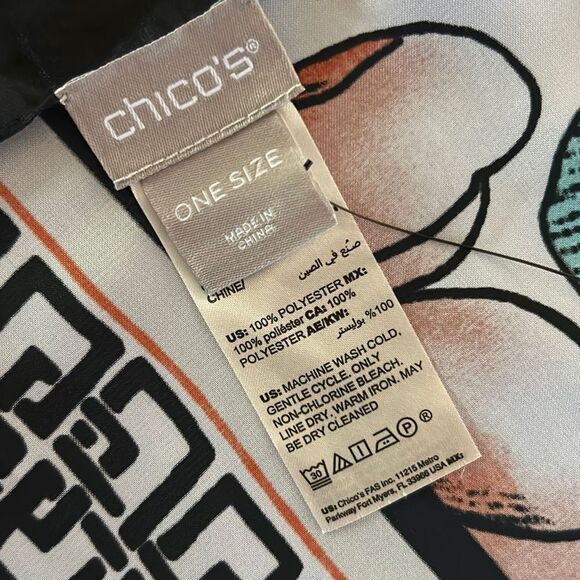 chico's®
ONE SIZE
MADE IN
CHINA
صنع في الصين
CHINE/
US: 100% POLYESTER MX:
100% poliéster CA: 100%
POLYESTER AE/KW:
100% بوليستر
US: MACHINE WASH COLD.
GENTLE CYCLE. ONLY
NON-CHLORINE BLEACH.
LINE DRY. WARM IRON. MAY
BE DRY CLEANED
30 P
US: Chico's FAS Inc. 11215 Metro
Parkway Fort Myers, FL 33966 USA MX: